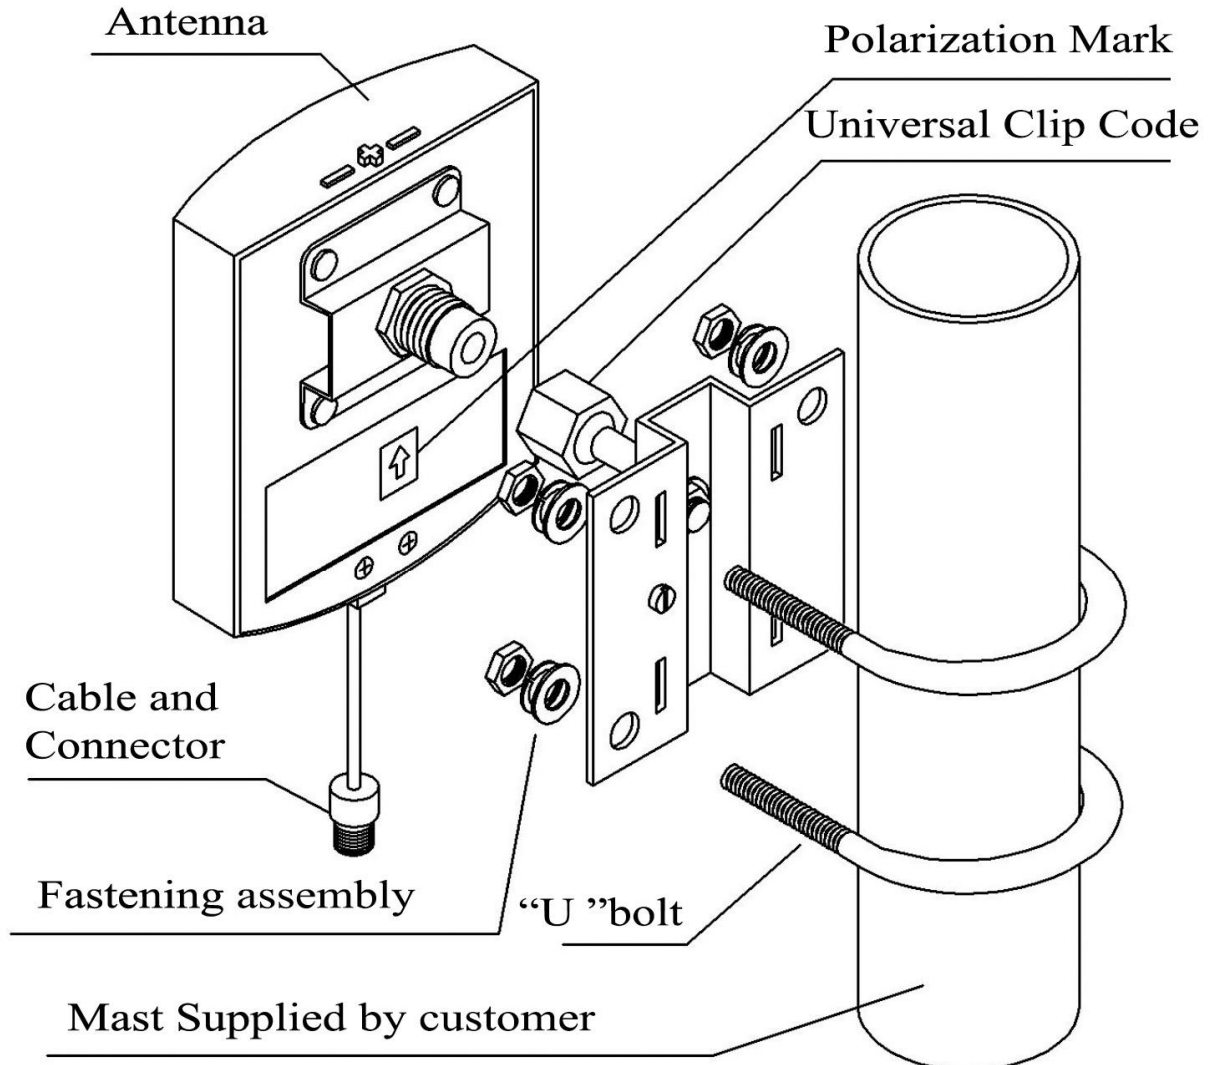 Antenna
Polarization Mark
Universal Clip Code
Cable and
Connector
Fastening assembly
“U ”bolt
Mast Supplied by customer